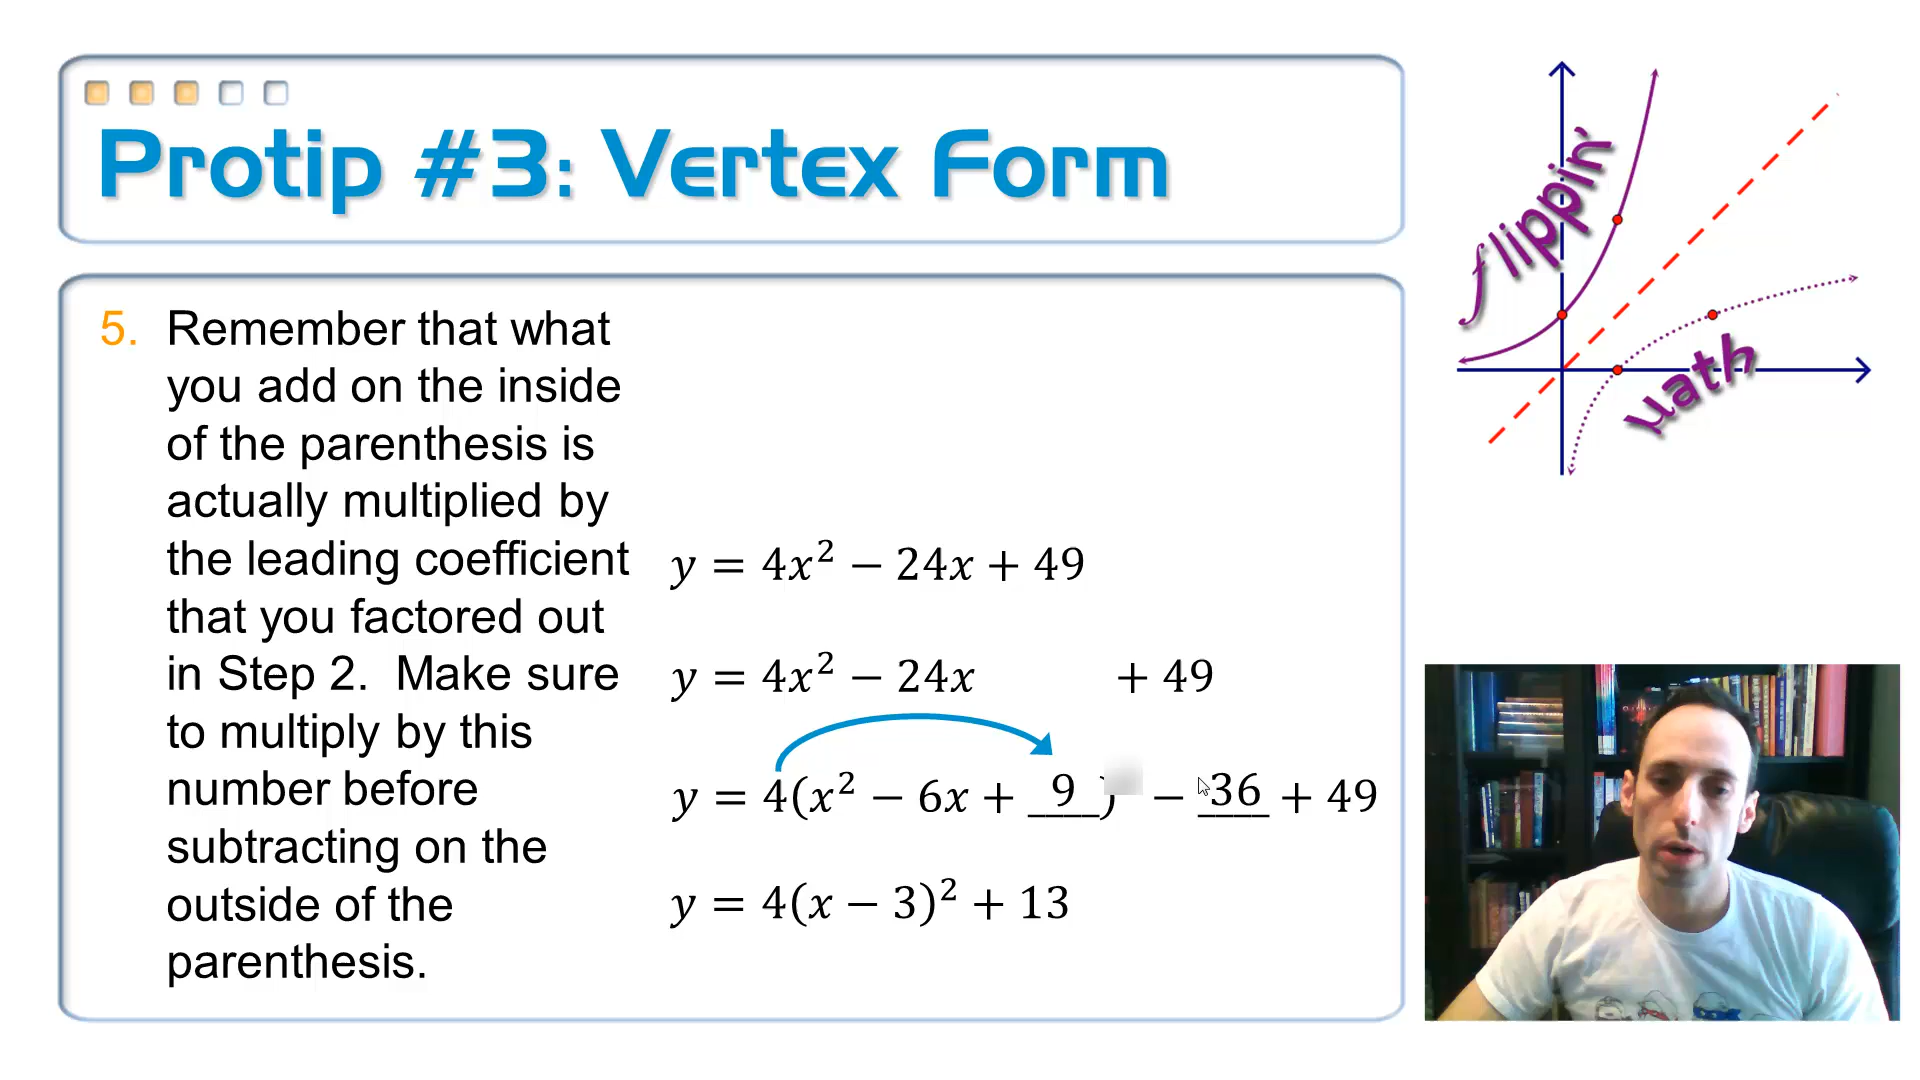 Protip #3: Vertex Form
5. Remember that what
you add on the inside
of the parenthesis is
actually multiplied by
the leading coefficient
that you factored out
in Step 2. Make sure
to multiply by this
number before
subtracting on the
outside of the
parenthesis.
y = 4x² − 24x + 49
y = 4x² − 24x + 49
y = 4(x² − 6x + 9 ) − 36 + 49
y = 4(x − 3)² + 13
flippin'
μath